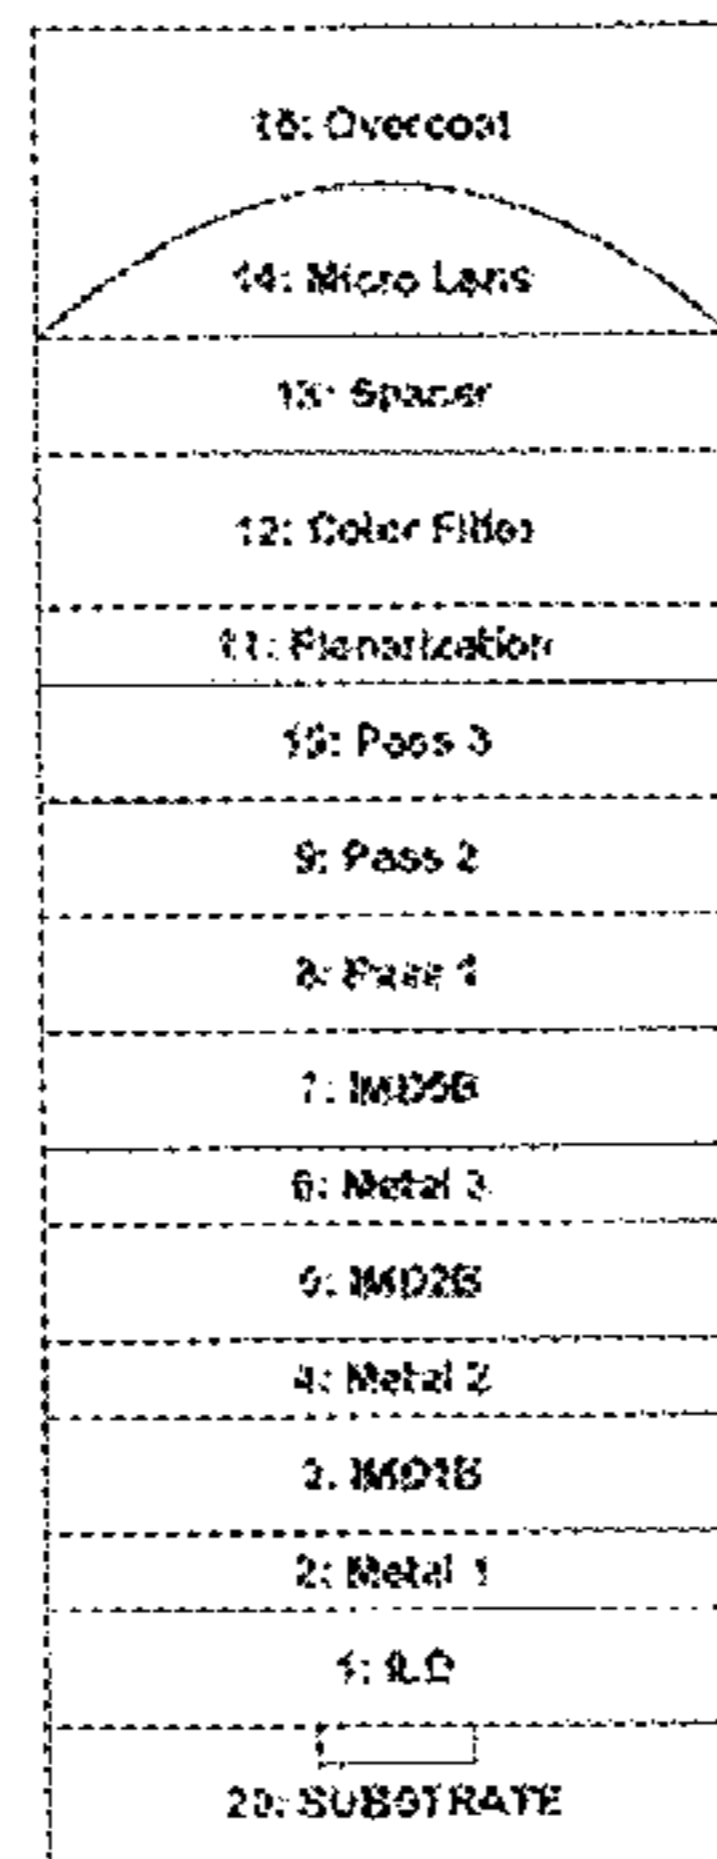 15: Overcoat
14: Micro Lens
13: Spacer
12: Color Filter
11: Planarization
10: Pass 3
9: Pass 2
8: Pass 1
7: IMD5B
6: Metal 3
5: IMD2B
4: Metal 2
3: IMD1B
2: Metal 1
1: ILD
20: SUBSTRATE